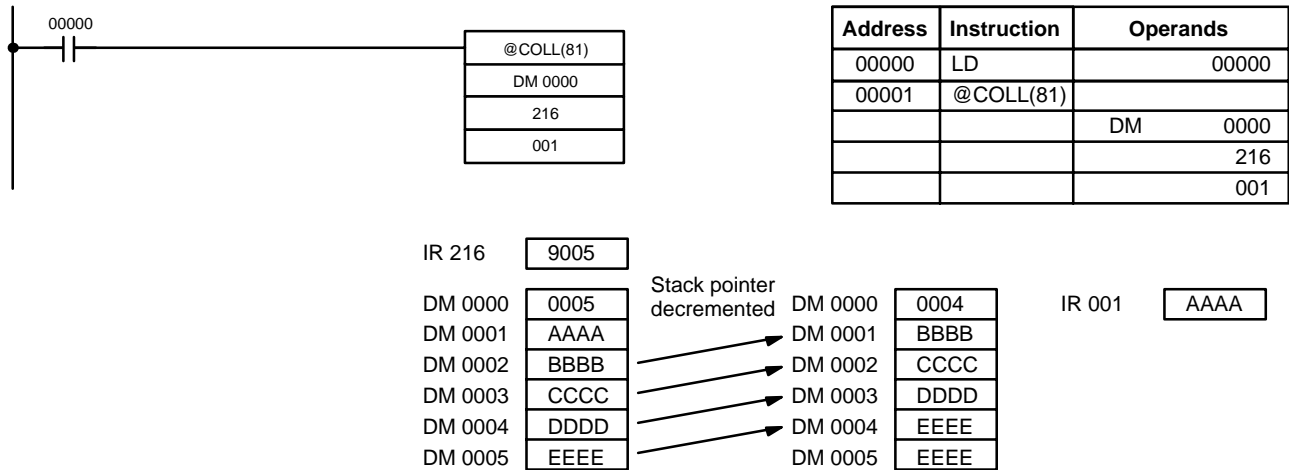 00000
@COLL(81)
DM 0000
216
001
Address Instruction Operands
00000 LD 00000
00001 @COLL(81)
DM 0000
216
001
IR 216 9005
Stack pointer
decremented
DM 0000 0005
DM 0001 AAAA
DM 0002 BBBB
DM 0003 CCCC
DM 0004 DDDD
DM 0005 EEEE
DM 0000 0004
DM 0001 BBBB
DM 0002 CCCC
DM 0003 DDDD
DM 0004 EEEE
DM 0005 EEEE
IR 001 AAAA